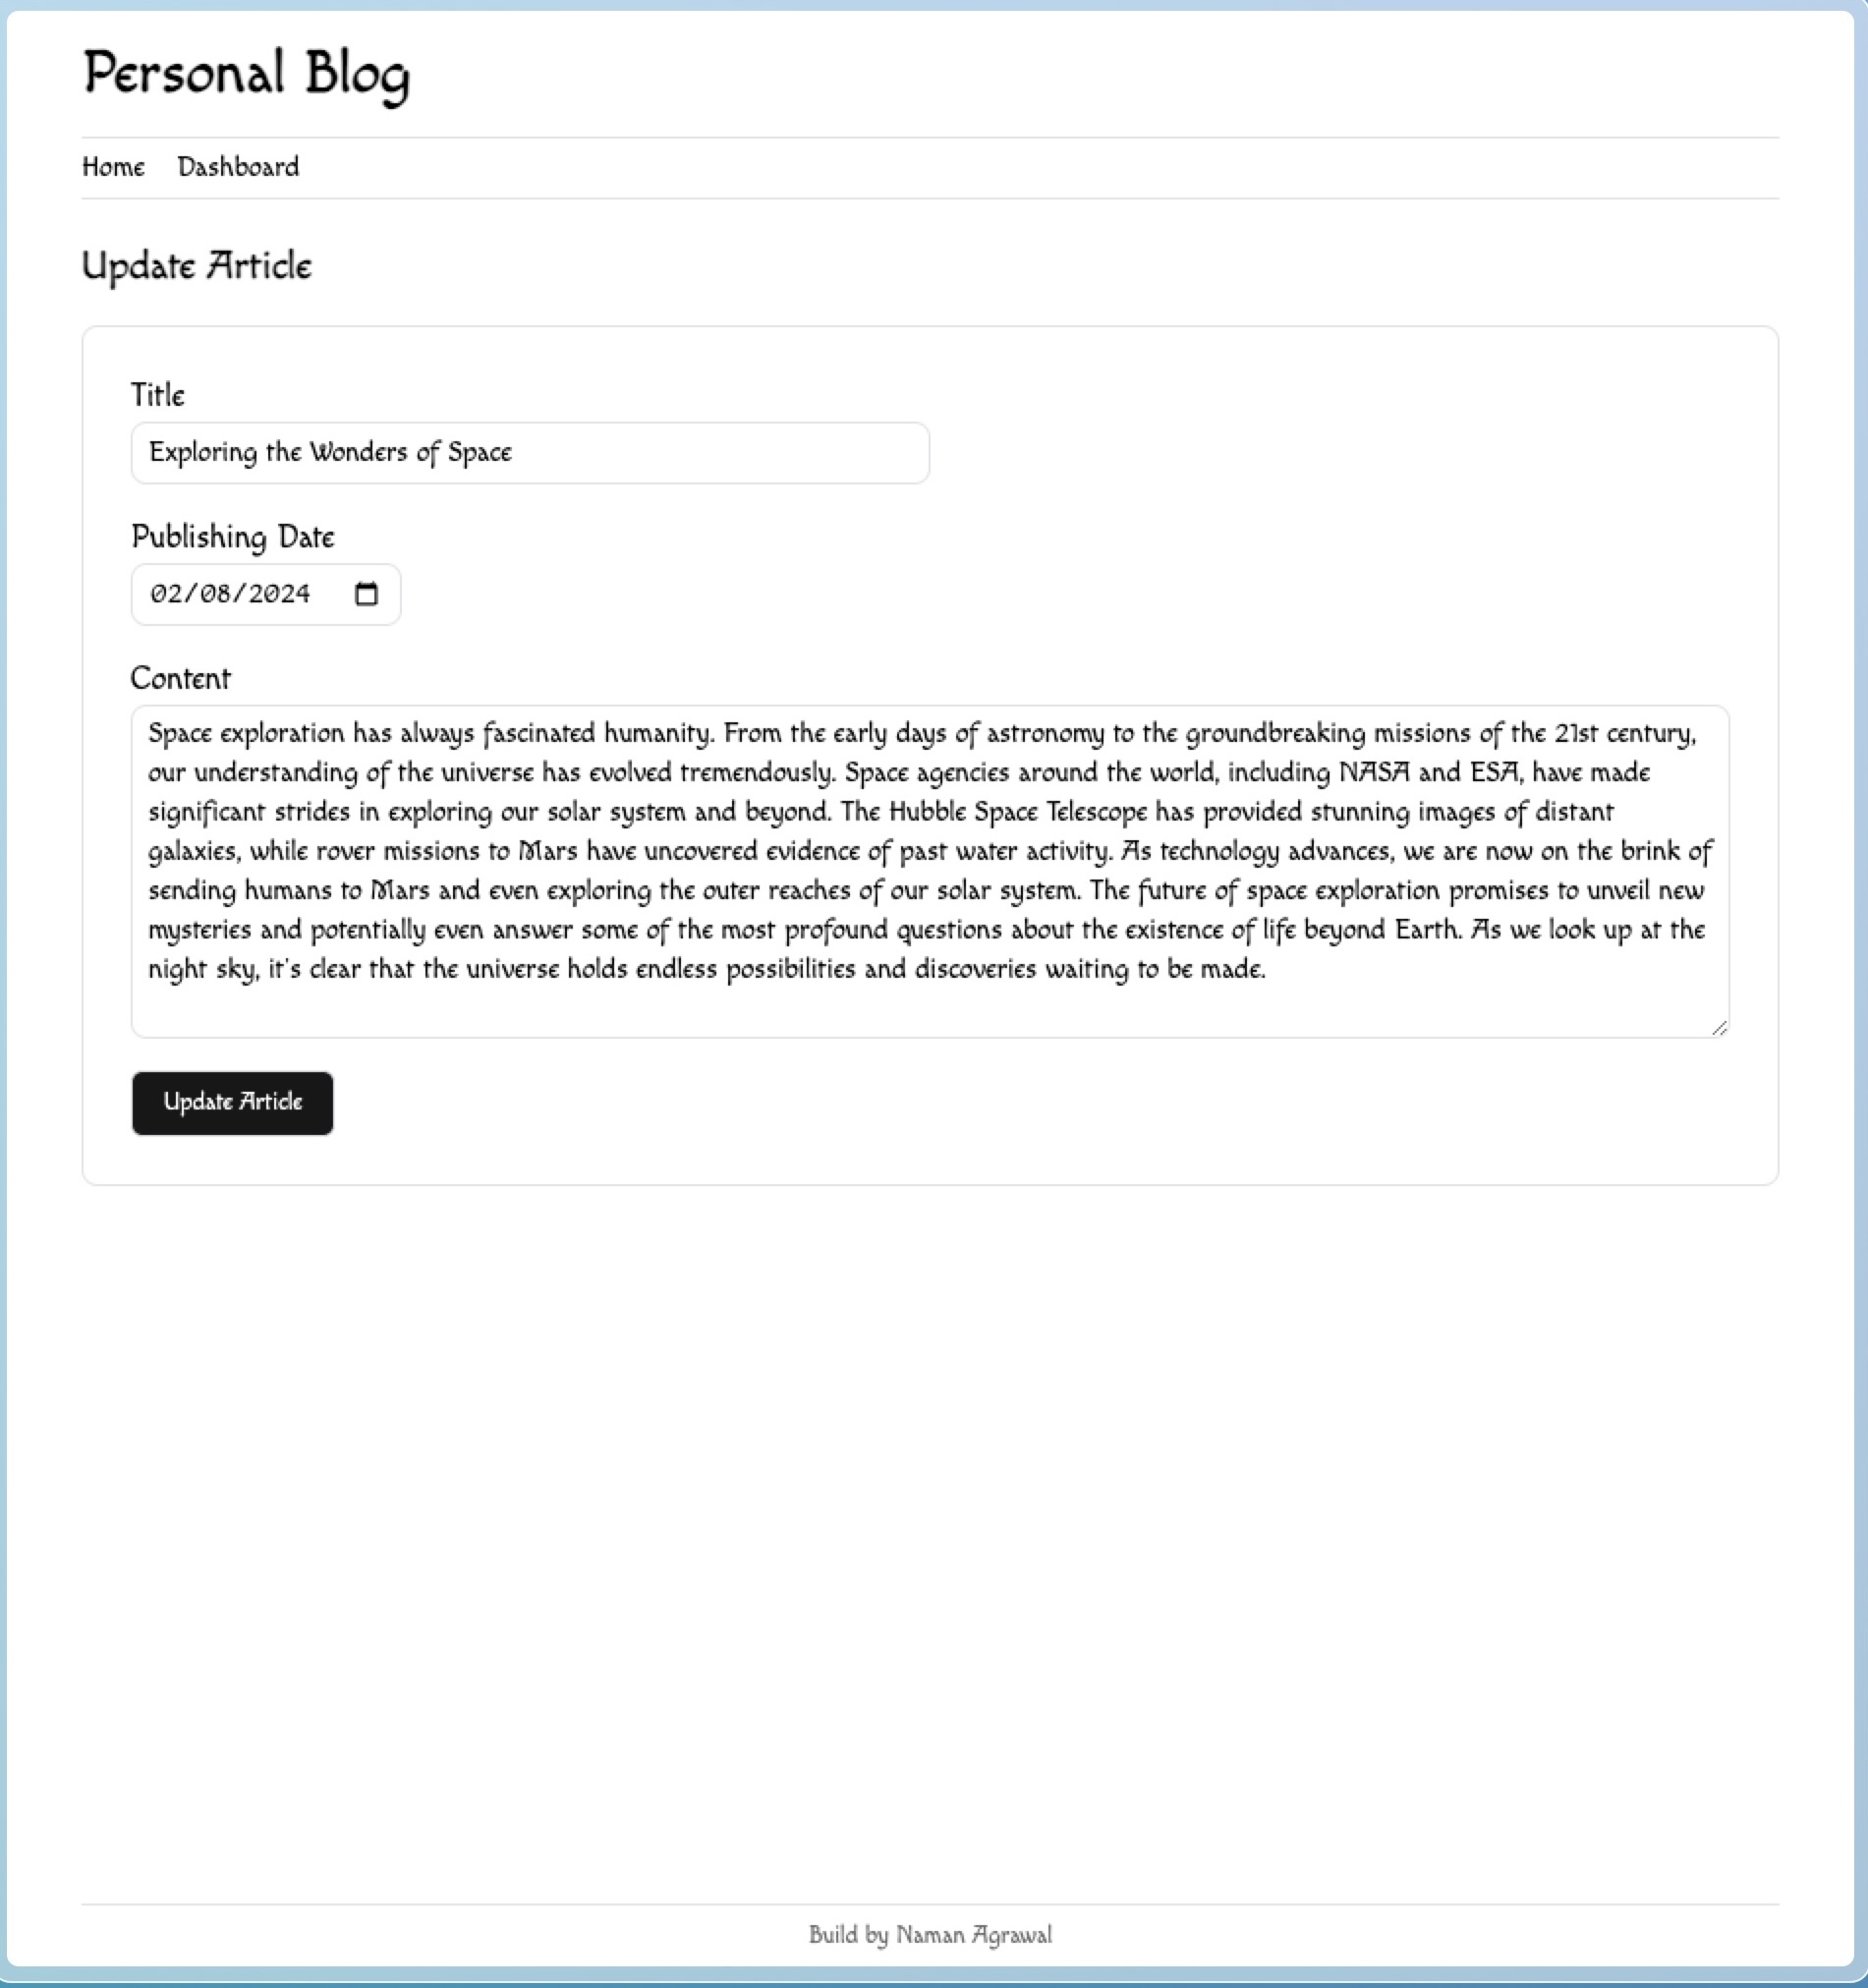 Personal Blog
Home Dashboard
Update Article
Title
Exploring the Wonders of Space
Publishing Date
02/08/2024
Content
Space exploration has always fascinated humanity. From the early days of astronomy to the groundbreaking missions of the 21st century,
our understanding of the universe has evolved tremendously. Space agencies around the world, including NASA and ESA, have made
significant strides in exploring our solar system and beyond. The Hubble Space Telescope has provided stunning images of distant
galaxies, while rover missions to Mars have uncovered evidence of past water activity. As technology advances, we are now on the brink of
sending humans to Mars and even exploring the outer reaches of our solar system. The future of space exploration promises to unveil new
mysteries and potentially even answer some of the most profound questions about the existence of life beyond Earth. As we look up at the
night sky, it's clear that the universe holds endless possibilities and discoveries waiting to be made.
Update Article
Build by Naman Agrawal